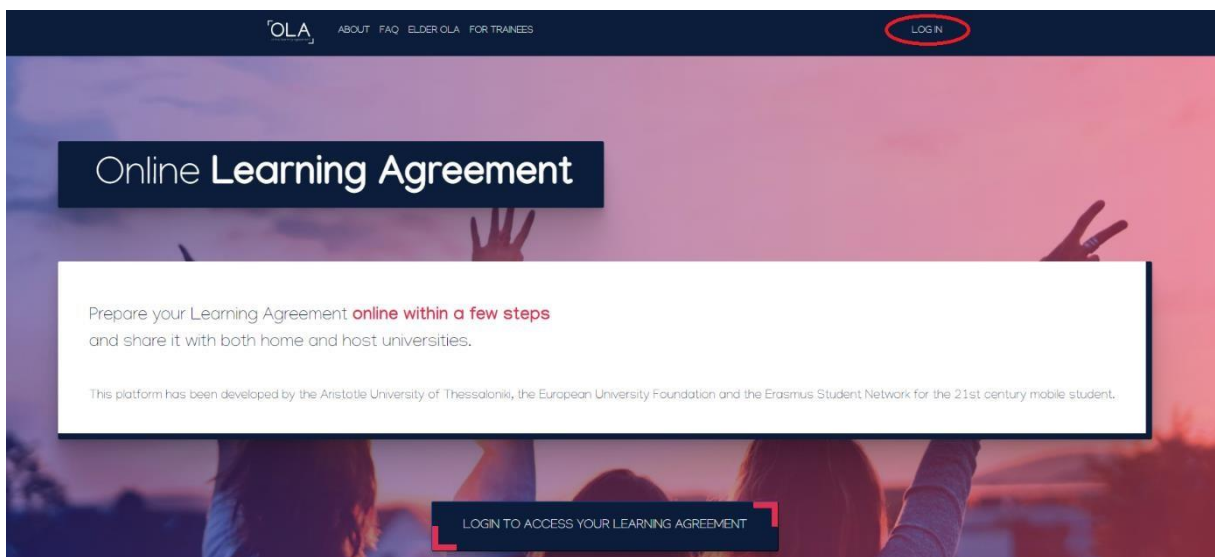 OLA
ABOUT FAQ ELDER OLA FOR TRAINEES
LOG IN
Online Learning Agreement
Prepare your Learning Agreement online within a few steps
and share it with both home and host universities.
This platform has been developed by the Aristotle University of Thessaloniki, the European University Foundation and the Erasmus Student Network for the 21st century mobile student.
LOGIN TO ACCESS YOUR LEARNING AGREEMENT